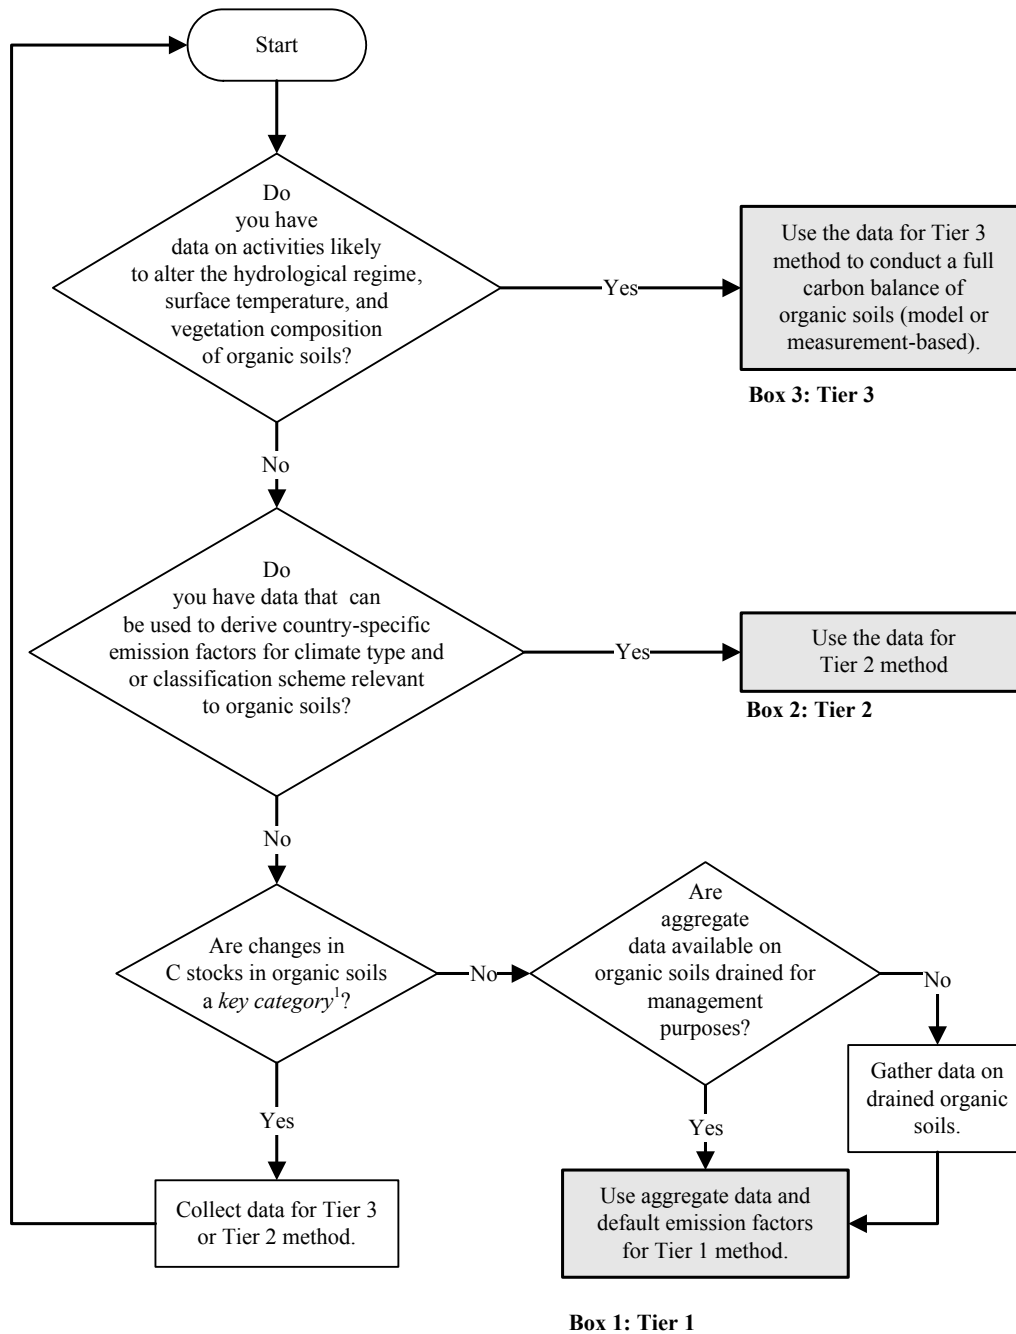 Start
Do
you have
data on activities likely
to alter the hydrological regime,
surface temperature, and
vegetation composition
of organic soils?
Yes
Use the data for Tier 3
method to conduct a full
carbon balance of
organic soils (model or
measurement-based).
Box 3: Tier 3
No
Do
you have data that can
be used to derive country-specific
emission factors for climate type and
or classification scheme relevant
to organic soils?
Yes
Use the data for
Tier 2 method
Box 2: Tier 2
No
Are changes in
C stocks in organic soils
a key category¹?
No
Are
aggregate
data available on
organic soils drained for
management
purposes?
No
Gather data on
drained organic
soils.
Yes
Yes
Collect data for Tier 3
or Tier 2 method.
Use aggregate data and
default emission factors
for Tier 1 method.
Box 1: Tier 1